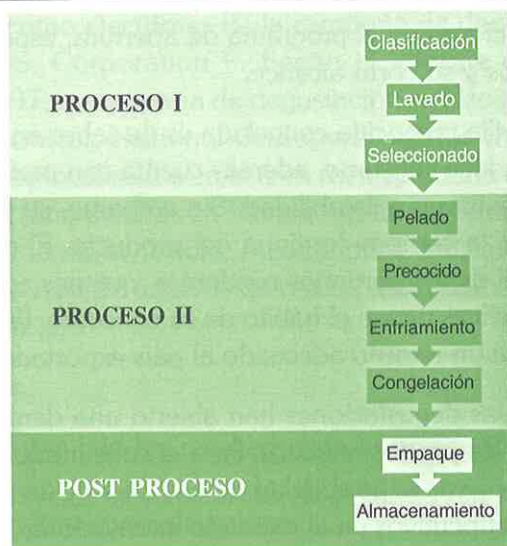 Clasificación
PROCESO I
Lavado
Seleccionado
Pelado
Precocido
PROCESO II
Enfriamiento
Congelación
Empaque
POST PROCESO
Almacenamiento